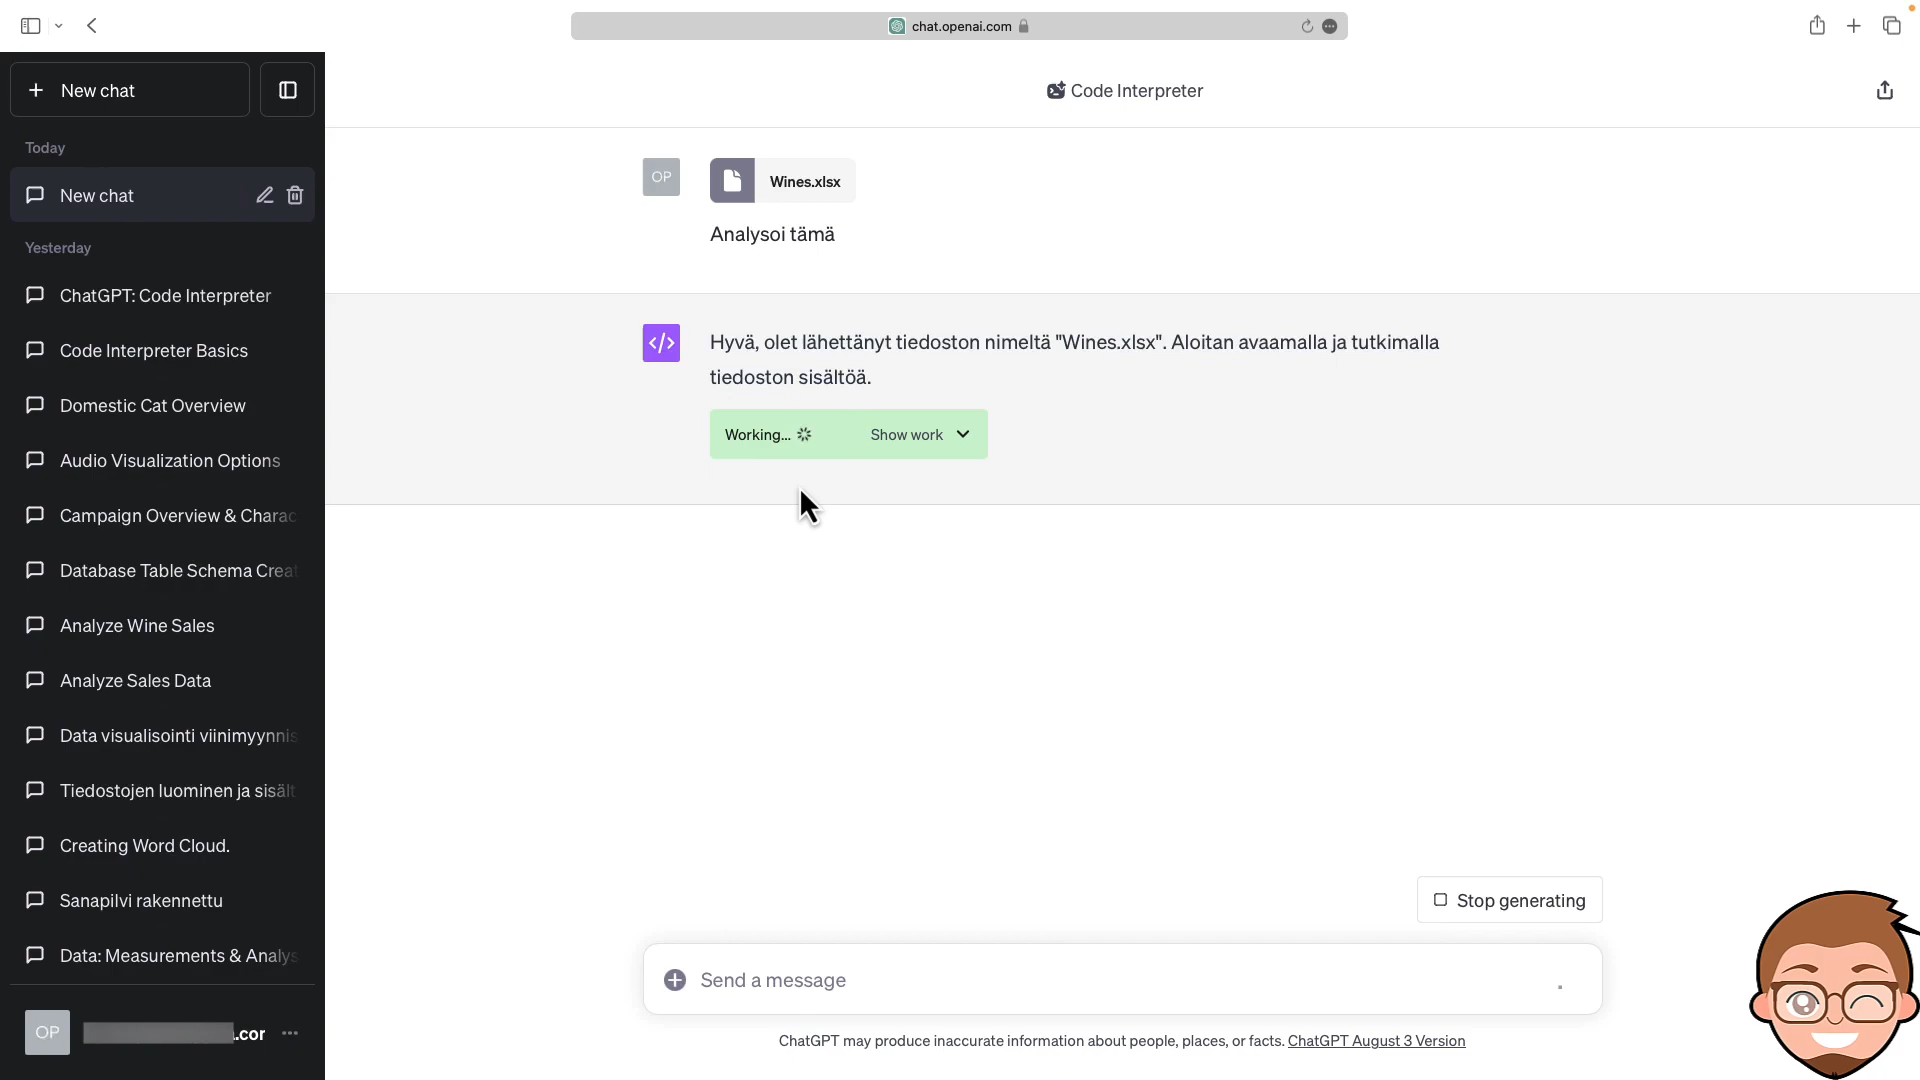 chat.openai.com
New chat
Code Interpreter
Today
New chat
Yesterday
ChatGPT: Code Interpreter
Code Interpreter Basics
Domestic Cat Overview
Audio Visualization Options
Campaign Overview & Charac
Database Table Schema Creat
Analyze Wine Sales
Analyze Sales Data
Data visualisointi viinimyynnis
Tiedostojen luominen ja sisält
Creating Word Cloud.
Sanapilvi rakennettu
Data: Measurements & Analys
OP
.cor
OP
Wines.xlsx
Analysoi tämä
Hyvä, olet lähettänyt tiedoston nimeltä "Wines.xlsx". Aloitan avaamalla ja tutkimalla
tiedoston sisältöä.
Working... Show work
Stop generating
Send a message
ChatGPT may produce inaccurate information about people, places, or facts. ChatGPT August 3 Version